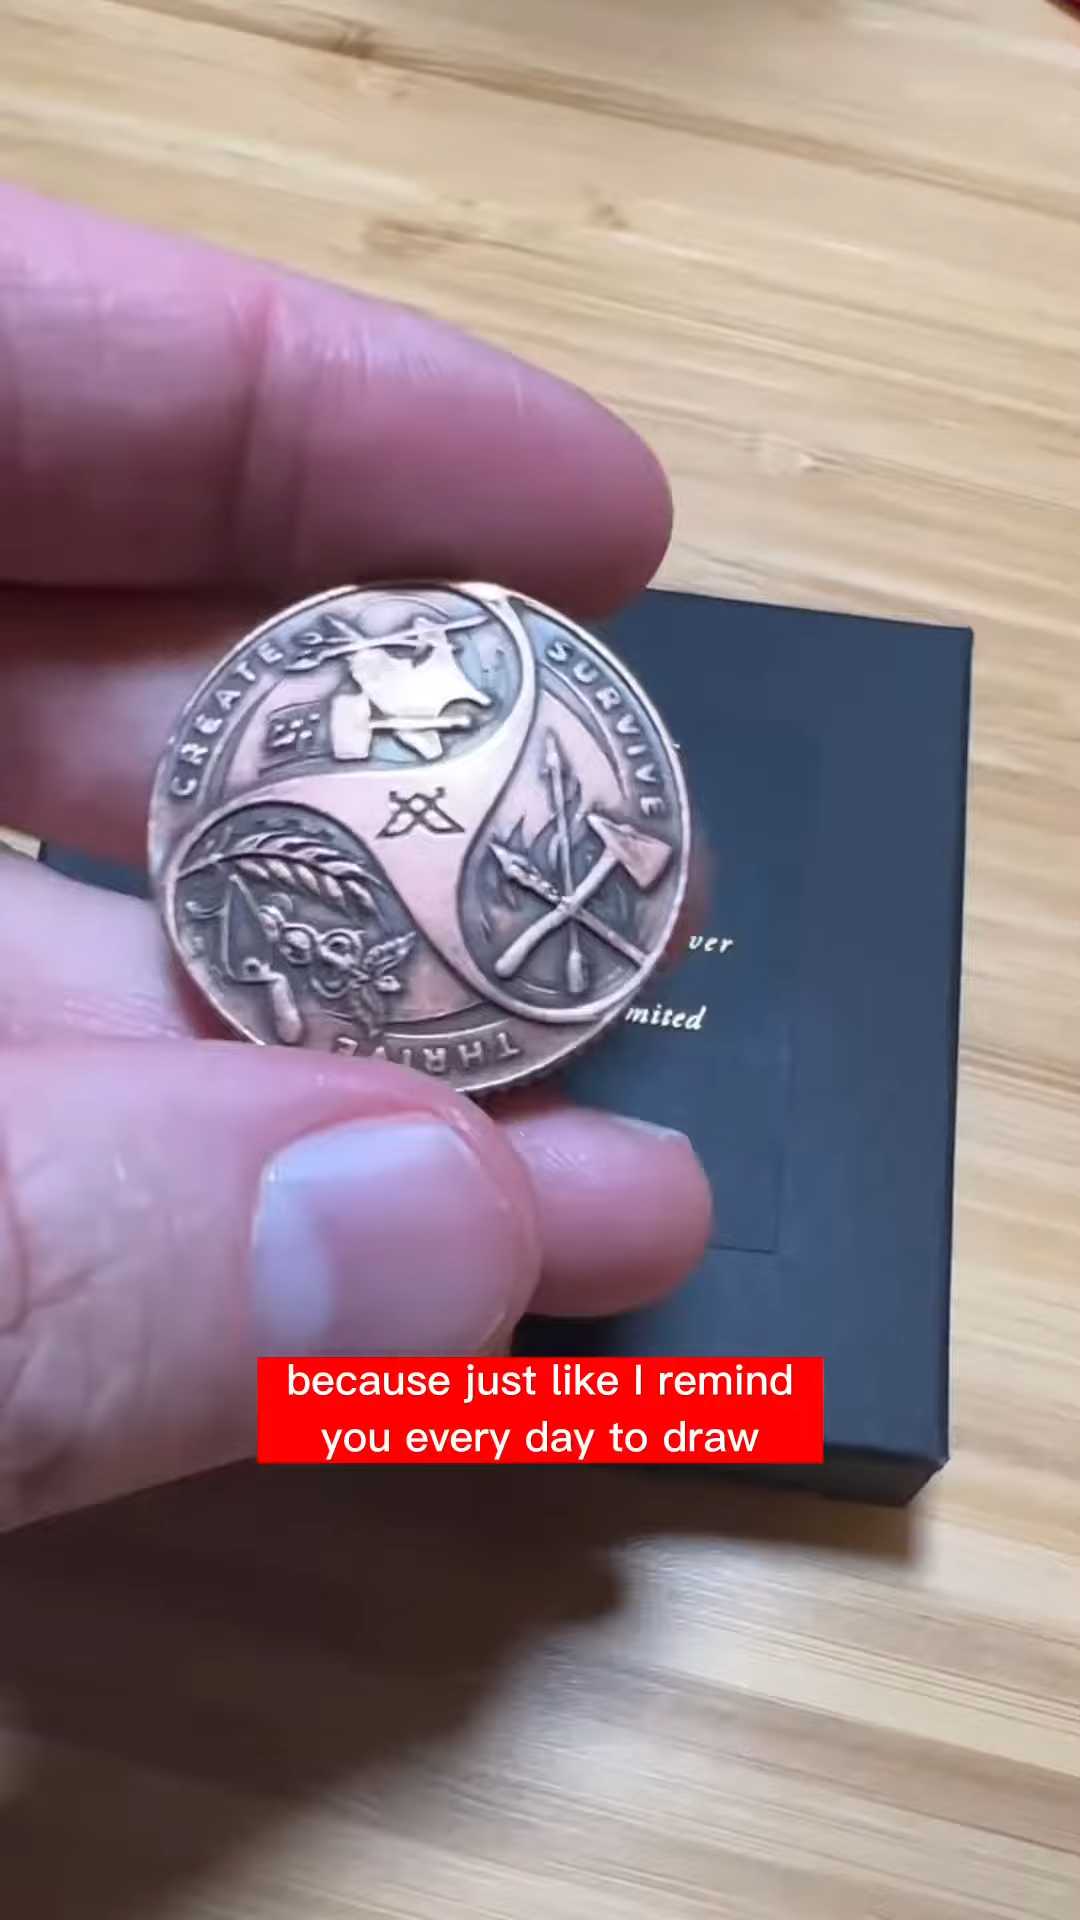 CREATE
SURVIVE
THRIVE
ver
mited
because just like I remind
you every day to draw